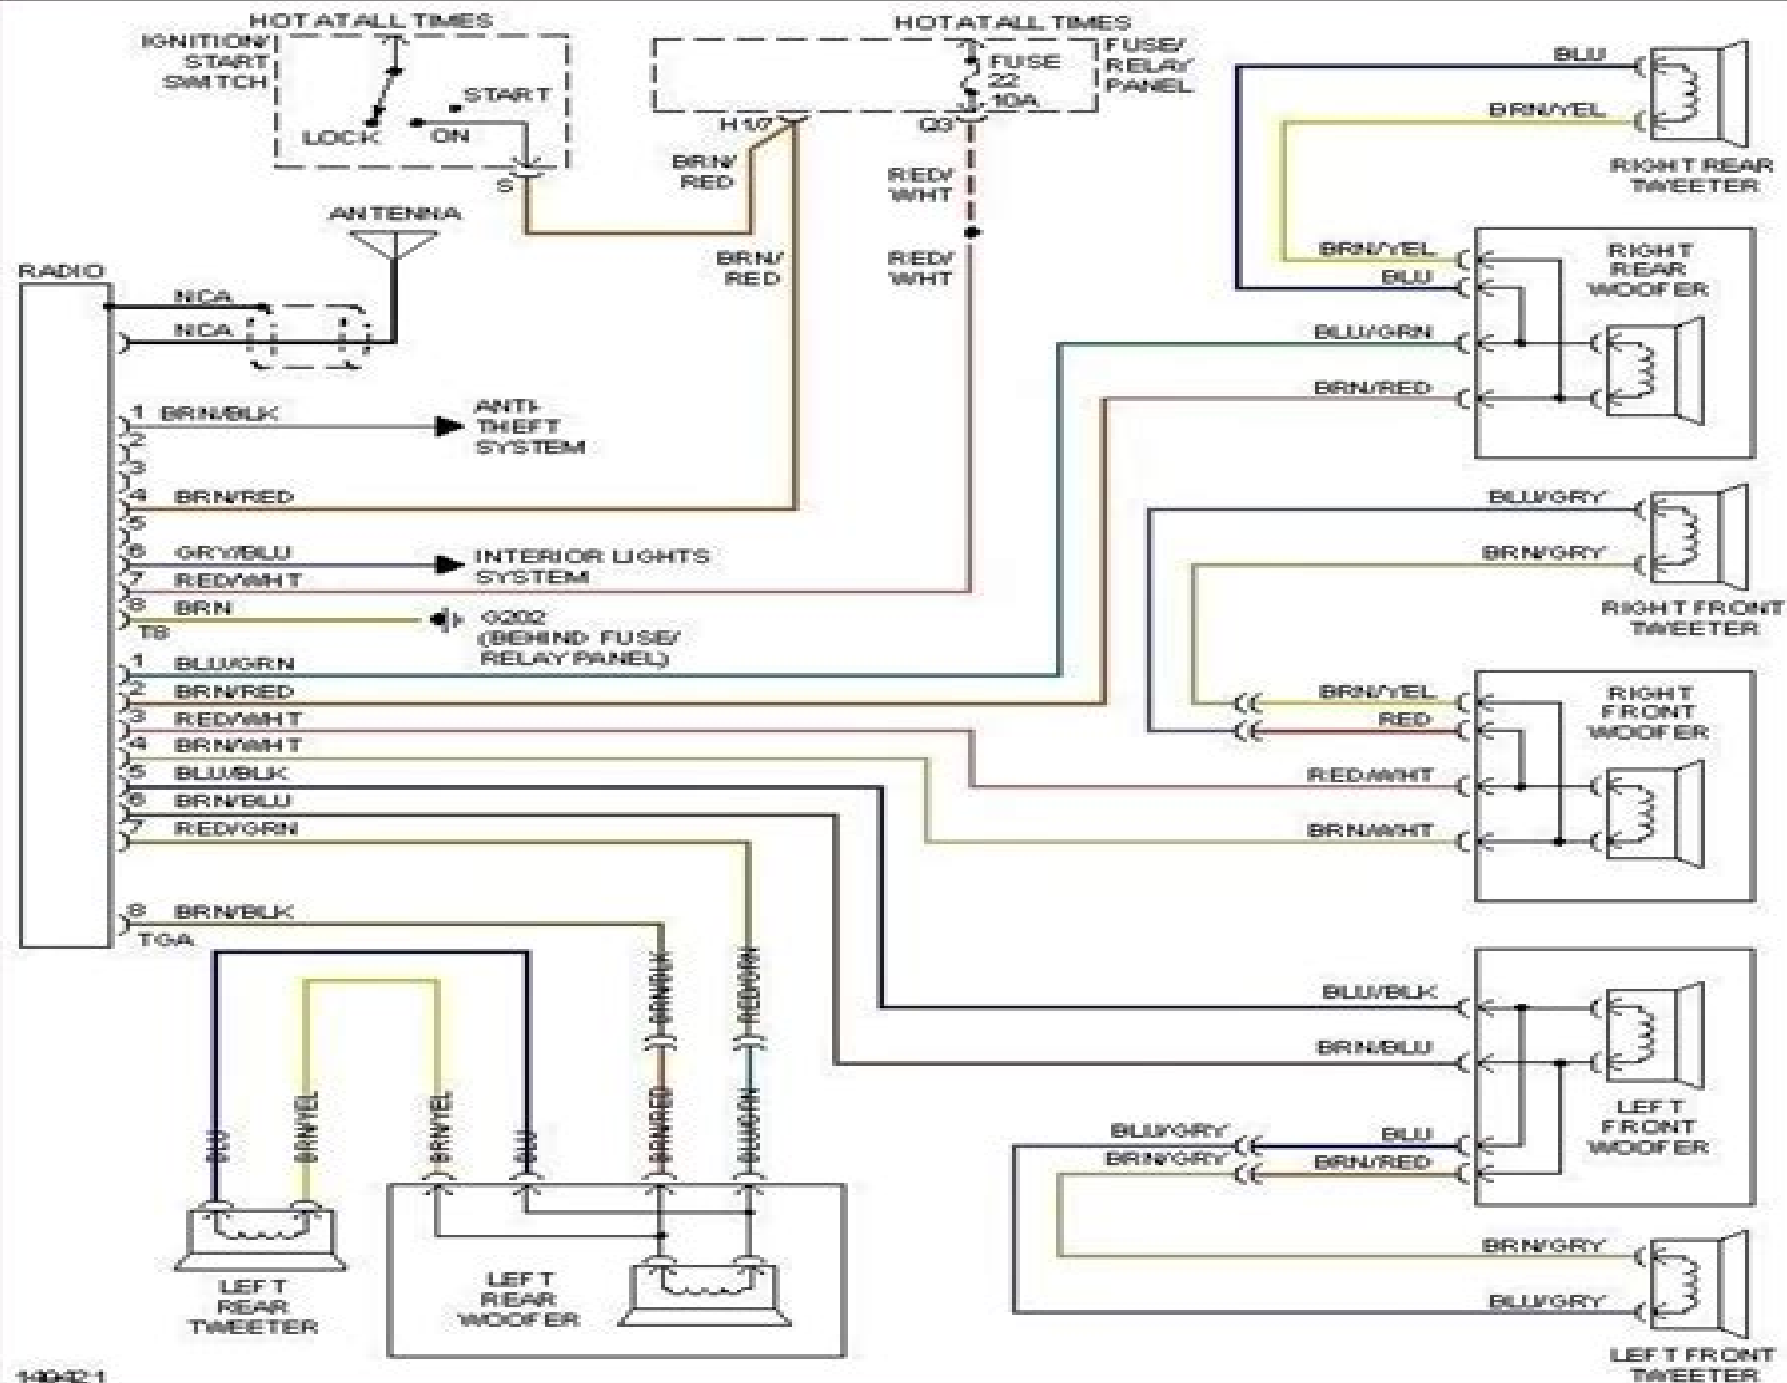 HOT AT ALL TIMES
HOT AT ALL TIMES
IGNITION/
START
SWITCH
START
LOCK
ON
S
FUSE
22
10A
FUSE/
RELAY
PANEL
H1/
Q3
BRN/
RED
RED/
WHT
BRN/
RED
RED/
WHT
ANTENNA
RADIO
NCA
NCA
1 BRN/BLK
ANTI-
THEFT
SYSTEM
2
3
4 BRN/RED
5
6 GRY/BLU
INTERIOR LIGHTS
SYSTEM
7 RED/WHT
8 BRN
T8
G202
(BEHIND FUSE/
RELAY PANEL)
1 BLU/GRN
2 BRN/RED
3 RED/WHT
4 BRN/WHT
5 BLU/BLK
6 BRN/BLU
7 RED/GRN
8 BRN/BLK
TGA
BLU
BRN/YEL
RIGHT REAR
TWEETER
BRN/YEL
BLU
BLU/GRN
BRN/RED
RIGHT
REAR
WOOFER
BLU/GRY
BRN/GRY
RIGHT FRONT
TWEETER
BRN/YEL
RED
RED/WHT
BRN/WHT
RIGHT
FRONT
WOOFER
BLU/BLK
BRN/BLU
BLU/GRY
BLU
BRN/GRY
BRN/RED
LEFT
FRONT
WOOFER
BRN/GRY
BLU/GRY
LEFT FRONT
TWEETER
BRN/BLK
RED/GRN
BLU
BRN/YEL
BRN/YEL
BLU
BRN/RED
BLU/GRN
LEFT
REAR
TWEETER
LEFT
REAR
WOOFER
149421